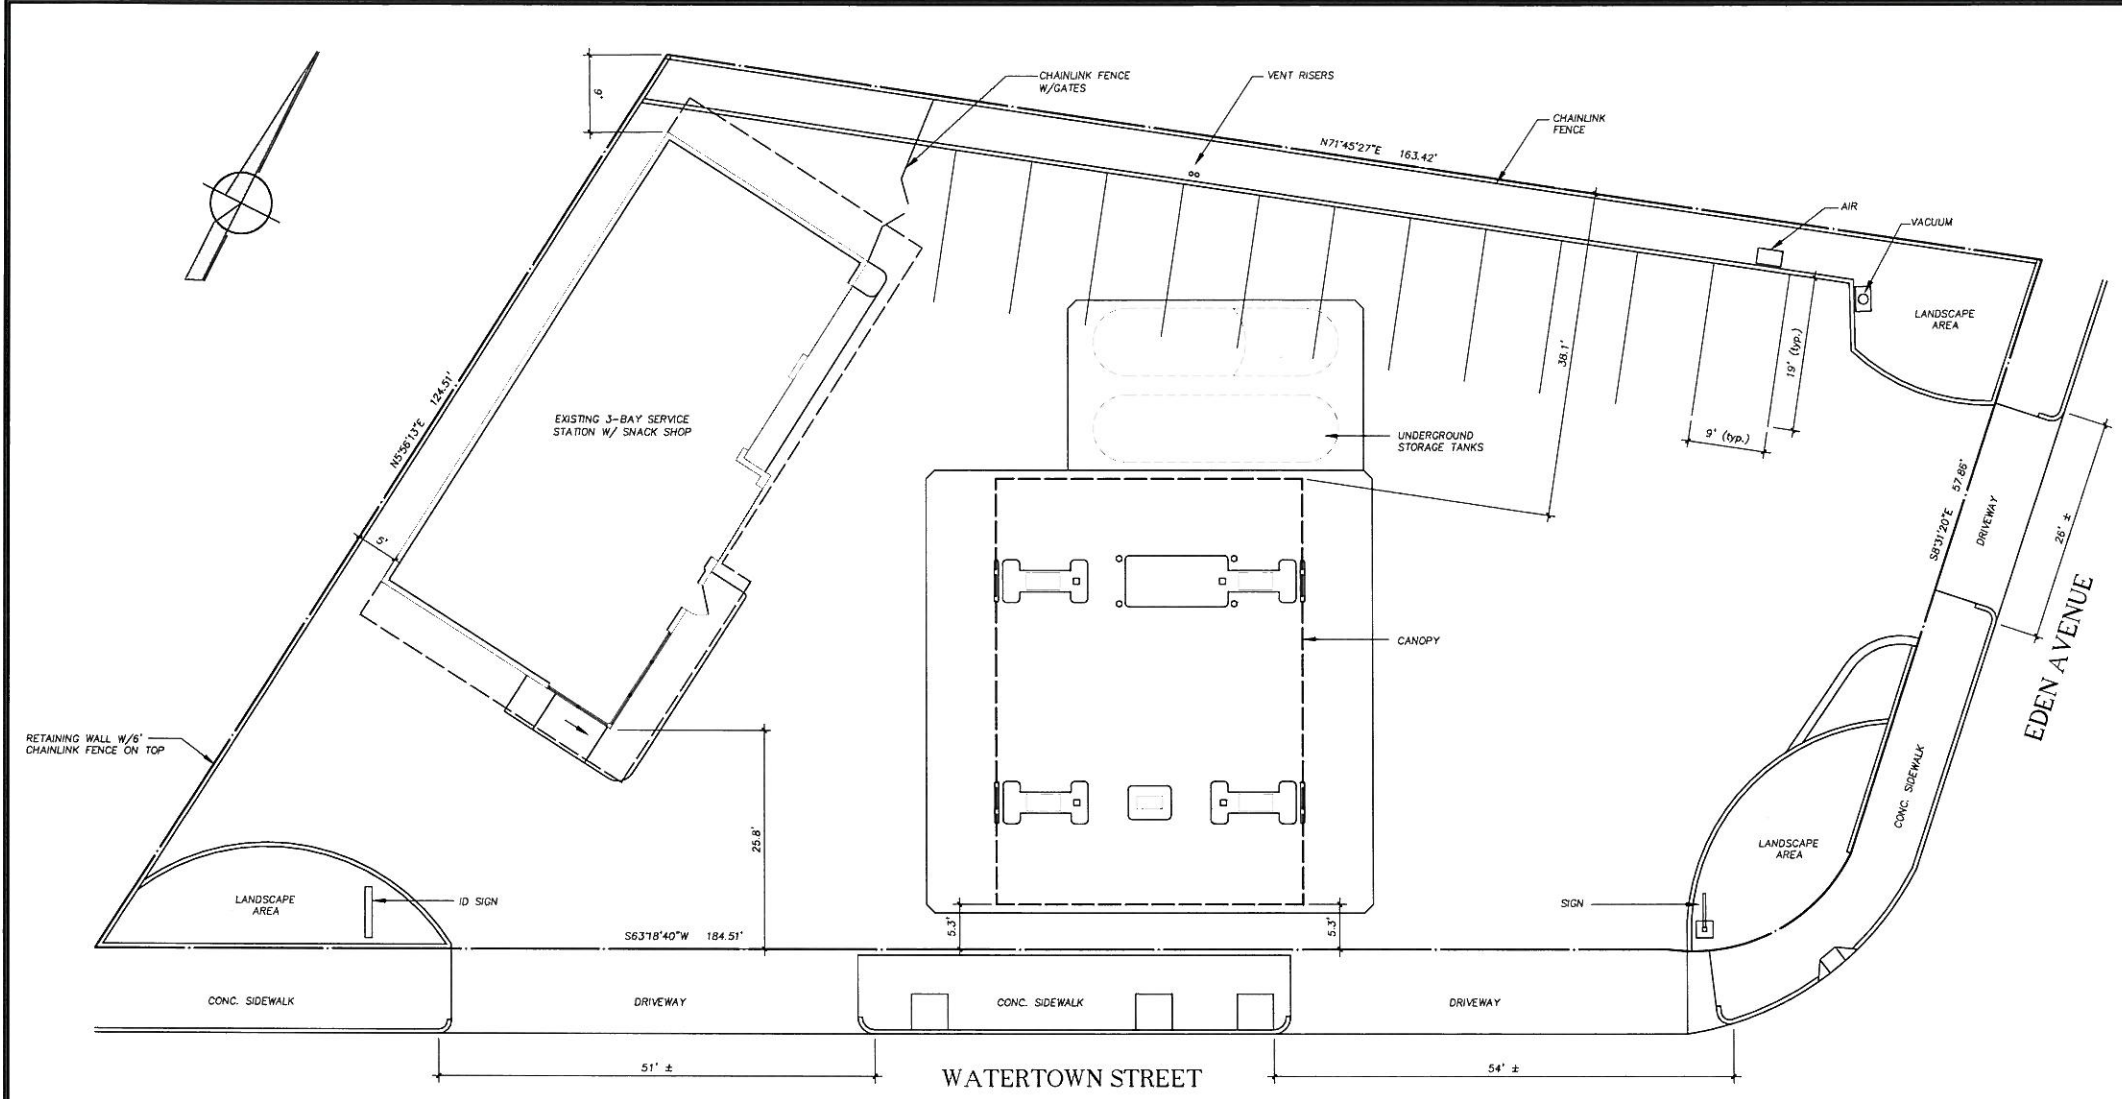 CHAINLINK FENCE
W/GATES
VENT RISERS
CHAINLINK
FENCE
9'
N71°45'27"E 163.42'
AIR
VACUUM
LANDSCAPE
AREA
38.1'
19' (typ.)
9' (typ.)
N5°56'13"E 124.51'
EXISTING 3-BAY SERVICE
STATION W/ SNACK SHOP
UNDERGROUND
STORAGE TANKS
S8°31'20"E 57.86'
DRIVEWAY
26' ±
EDEN AVENUE
5'
CANOPY
RETAINING WALL W/6'
CHAINLINK FENCE ON TOP
25.8'
CONC. SIDEWALK
LANDSCAPE
AREA
LANDSCAPE
AREA
ID SIGN
SIGN
5.3'
5.3'
S63°18'40"W 184.51'
CONC. SIDEWALK
DRIVEWAY
CONC. SIDEWALK
DRIVEWAY
51' ±
WATERTOWN STREET
54' ±